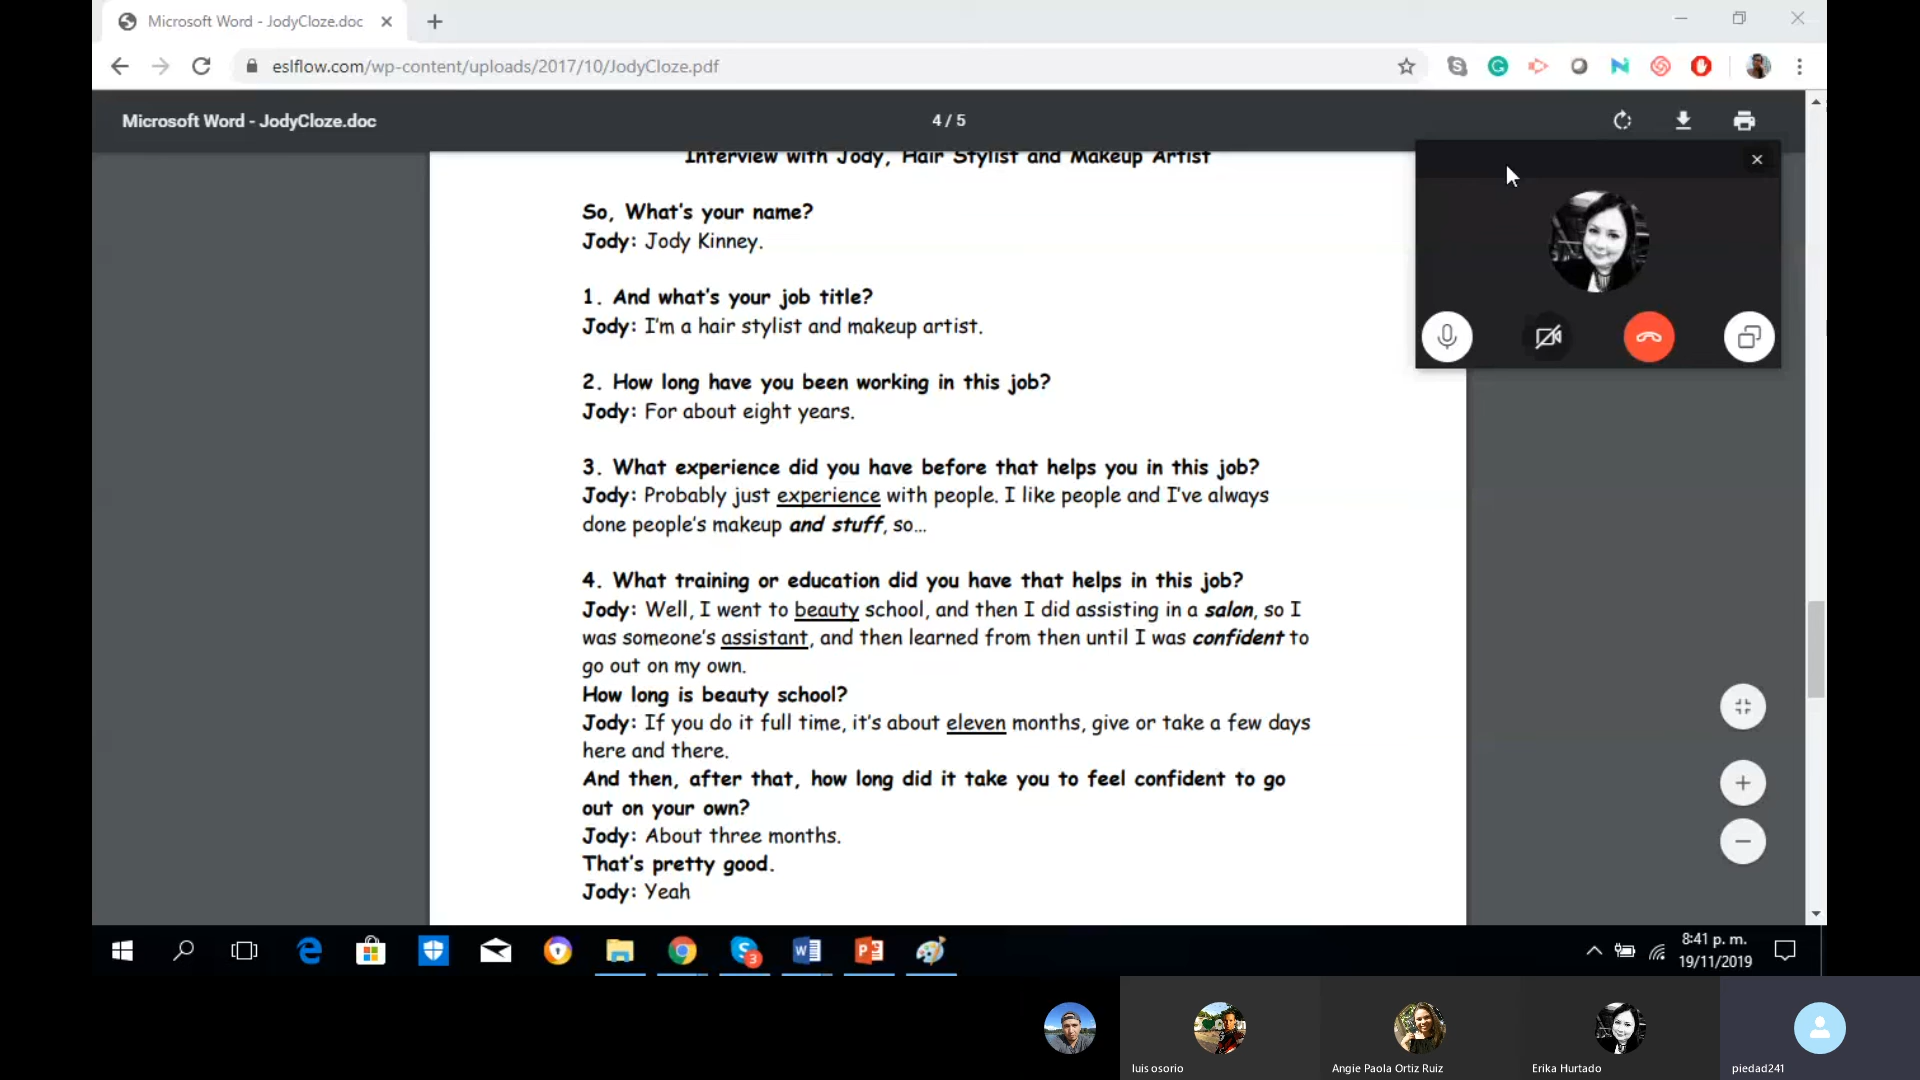 Microsoft Word - JodyCloze.doc
eslflow.com/wp-content/uploads/2017/10/JodyCloze.pdf
Microsoft Word - JodyCloze.doc
4 / 5
Interview with Jody, Hair Stylist and Makeup Artist
So, What's your name?
Jody: Jody Kinney.
1. And what's your job title?
Jody: I'm a hair stylist and makeup artist.
2. How long have you been working in this job?
Jody: For about eight years.
3. What experience did you have before that helps you in this job?
Jody: Probably just experience with people. I like people and I've always
done people's makeup and stuff, so…
4. What training or education did you have that helps in this job?
Jody: Well, I went to beauty school, and then I did assisting in a salon, so I
was someone's assistant, and then learned from then until I was confident to
go out on my own.
How long is beauty school?
Jody: If you do it full time, it's about eleven months, give or take a few days
here and there.
And then, after that, how long did it take you to feel confident to go
out on your own?
Jody: About three months.
That's pretty good.
Jody: Yeah
3
8:41 p. m.
19/11/2019
luis osorio
Angie Paola Ortiz Ruiz
Erika Hurtado
piedad241